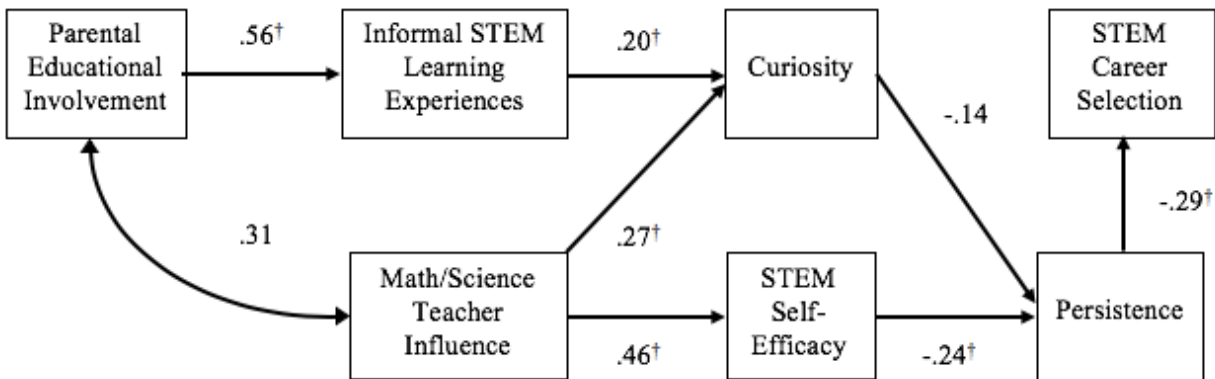 Parental
Educational
Involvement
.56†
Informal STEM
Learning
Experiences
.20†
Curiosity
STEM
Career
Selection
-.14
.31
.27†
-.29†
Math/Science
Teacher
Influence
.46†
STEM
Self-
Efficacy
-.24†
Persistence